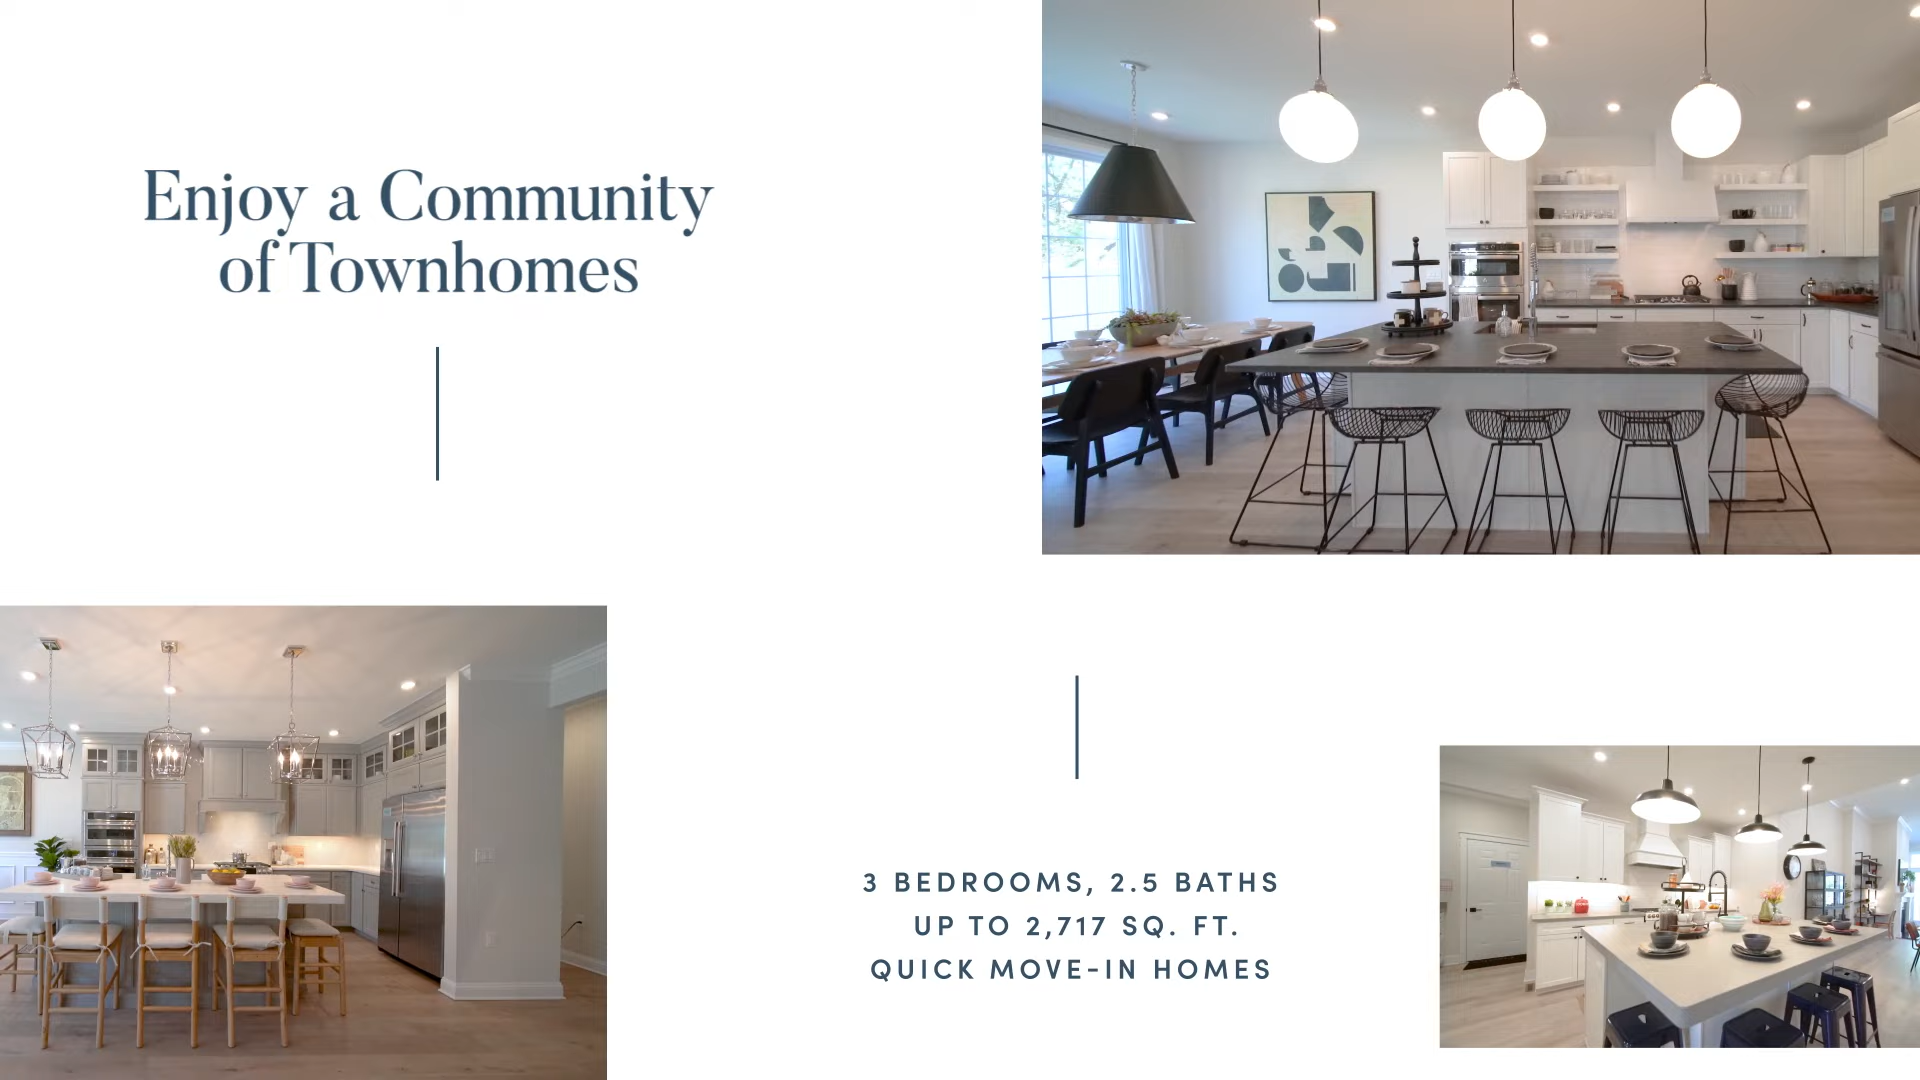 Enjoy a Community
of Townhomes
3 BEDROOMS, 2.5 BATHS
UP TO 2,717 SQ. FT.
QUICK MOVE-IN HOMES